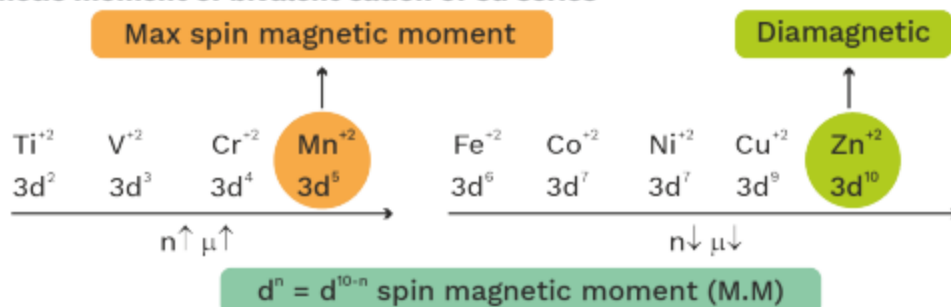 Max spin magnetic moment Diamagnetic
Ti⁺² V⁺² Cr⁺² Mn⁺² Fe⁺² Co⁺² Ni⁺² Cu⁺² Zn⁺²
3d² 3d³ 3d⁴ 3d⁵ 3d⁶ 3d⁷ 3d⁷ 3d⁹ 3d¹⁰
n↑ μ↑ n↓ μ↓
dⁿ = d¹⁰⁻ⁿ spin magnetic moment (M.M)